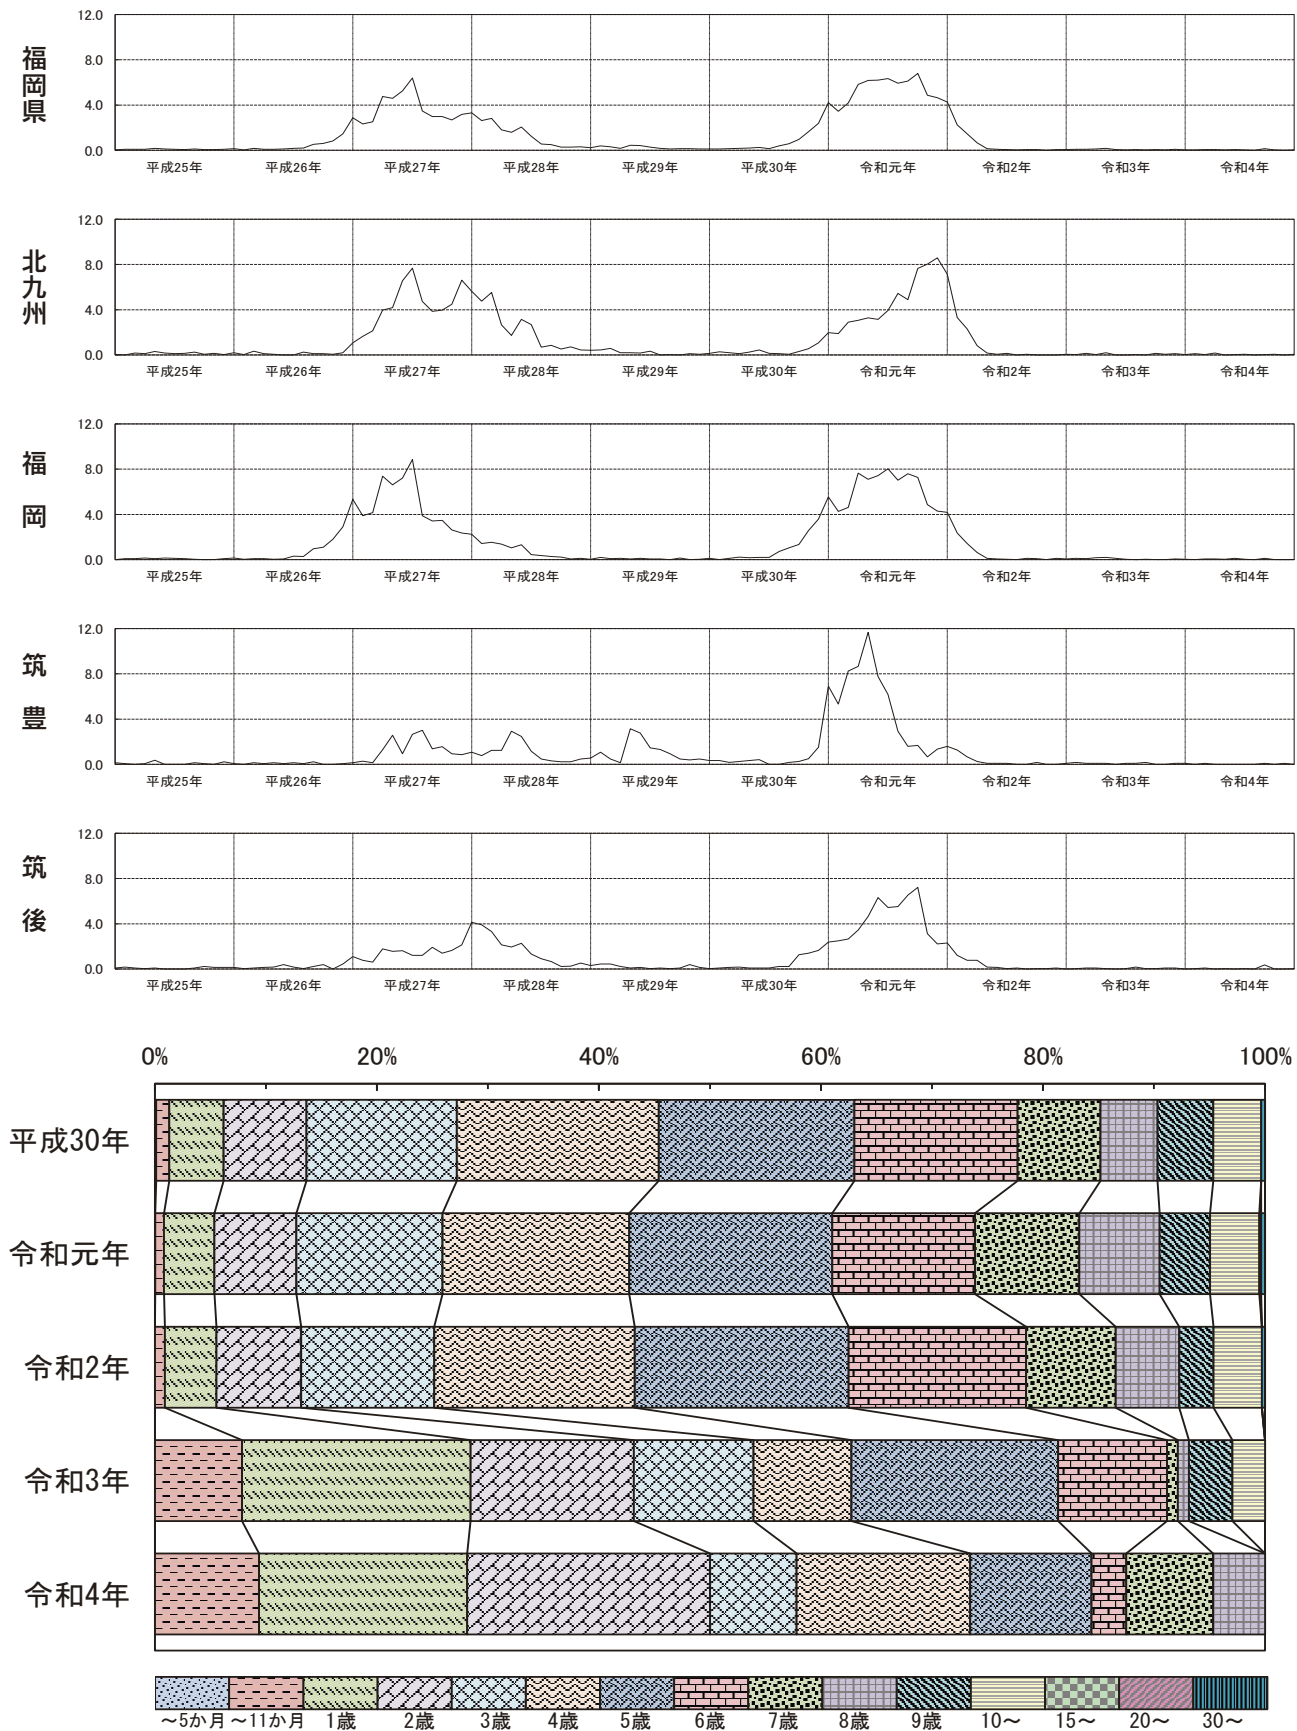 福岡県
12.0
8.0
4.0
0.0
平成25年 平成26年 平成27年 平成28年 平成29年 平成30年 令和元年 令和2年 令和3年 令和4年
北九州
12.0
8.0
4.0
0.0
平成25年 平成26年 平成27年 平成28年 平成29年 平成30年 令和元年 令和2年 令和3年 令和4年
福岡
12.0
8.0
4.0
0.0
平成25年 平成26年 平成27年 平成28年 平成29年 平成30年 令和元年 令和2年 令和3年 令和4年
筑豊
12.0
8.0
4.0
0.0
平成25年 平成26年 平成27年 平成28年 平成29年 平成30年 令和元年 令和2年 令和3年 令和4年
筑後
12.0
8.0
4.0
0.0
平成25年 平成26年 平成27年 平成28年 平成29年 平成30年 令和元年 令和2年 令和3年 令和4年
0% 20% 40% 60% 80% 100%
平成30年
令和元年
令和2年
令和3年
令和4年
～5か月 ～11か月 1歳 2歳 3歳 4歳 5歳 6歳 7歳 8歳 9歳 10～ 15～ 20～ 30～